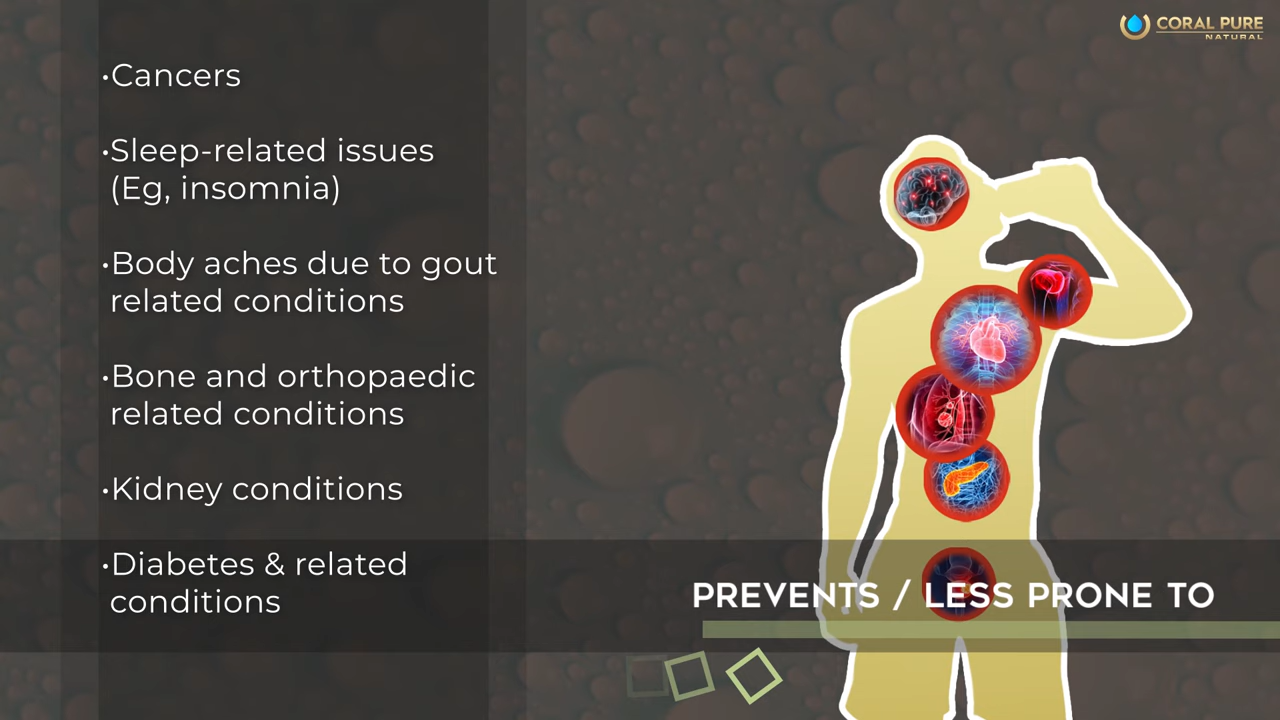 CORAL PURE
NATURAL
•Cancers
•Sleep-related issues
(Eg, insomnia)
•Body aches due to gout
related conditions
•Bone and orthopaedic
related conditions
•Kidney conditions
•Diabetes & related
conditions
PREVENTS / LESS PRONE TO